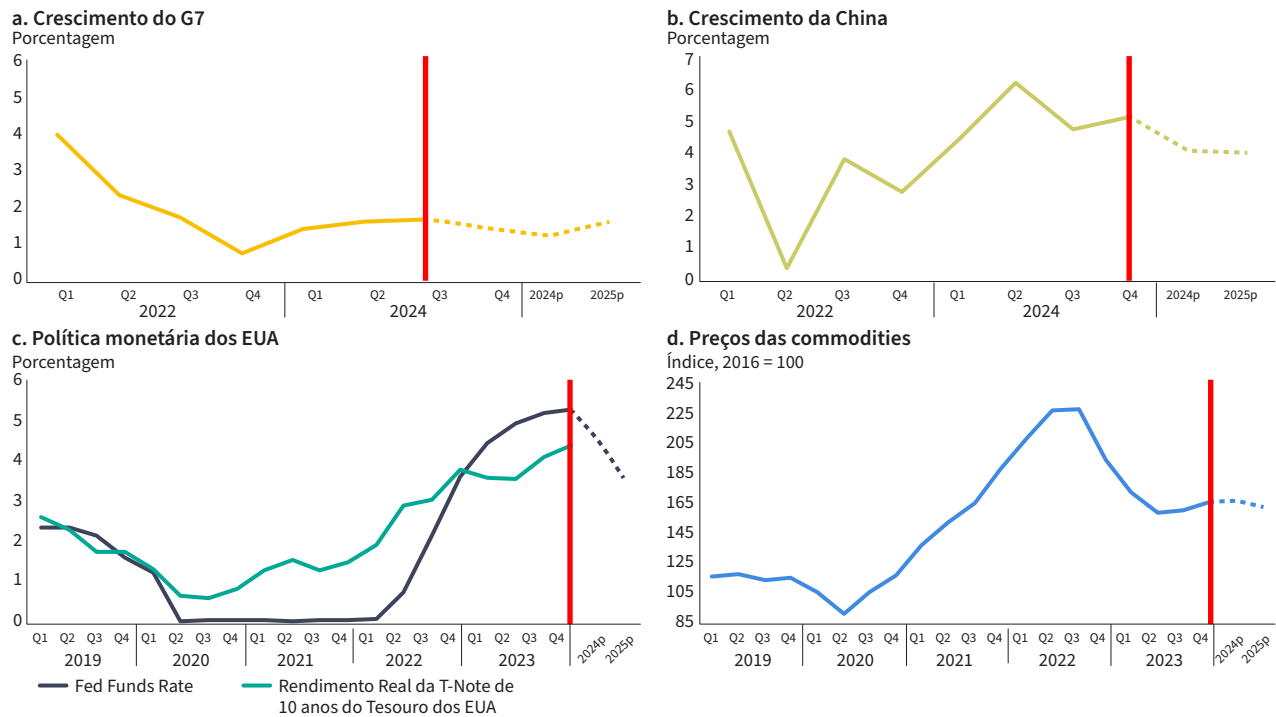 a. Crescimento do G7
Porcentagem
6
5
4
3
2
1
0
Q1 Q2 Q3 Q4 Q1 Q2 Q3 Q4 2024p 2025p
2022 2024
b. Crescimento da China
Porcentagem
7
6
5
4
3
2
1
0
Q1 Q2 Q3 Q4 Q1 Q2 Q3 Q4 2024p 2025p
2022 2024
c. Política monetária dos EUA
Porcentagem
6
5
4
3
2
1
0
Q1 Q2 Q3 Q4 Q1 Q2 Q3 Q4 Q1 Q2 Q3 Q4 Q1 Q2 Q3 Q4 Q1 Q2 Q3 Q4 2024p 2025p
2019 2020 2021 2022 2023
Fed Funds Rate
Rendimento Real da T-Note de
10 anos do Tesouro dos EUA
d. Preços das commodities
Índice, 2016 = 100
245
225
205
185
165
145
125
105
85
Q1 Q2 Q3 Q4 Q1 Q2 Q3 Q4 Q1 Q2 Q3 Q4 Q1 Q2 Q3 Q4 Q1 Q2 Q3 Q4 2024p 2025p
2019 2020 2021 2022 2023